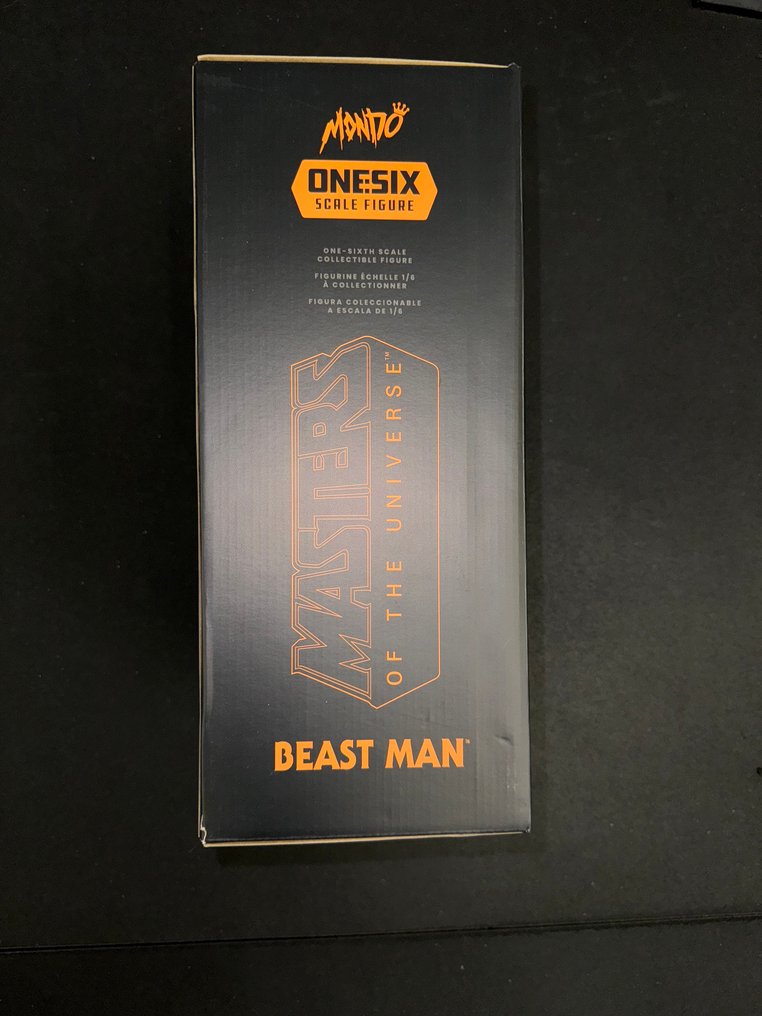 MONDO
ONE:SIX
SCALE FIGURE
ONE-SIXTH SCALE
COLLECTIBLE FIGURE
FIGURINE ÉCHELLE 1/6
À COLLECTIONNER
FIGURA COLECCIONABLE
A ESCALA DE 1/6
MASTERS
OF THE UNIVERSE™
BEAST MAN™